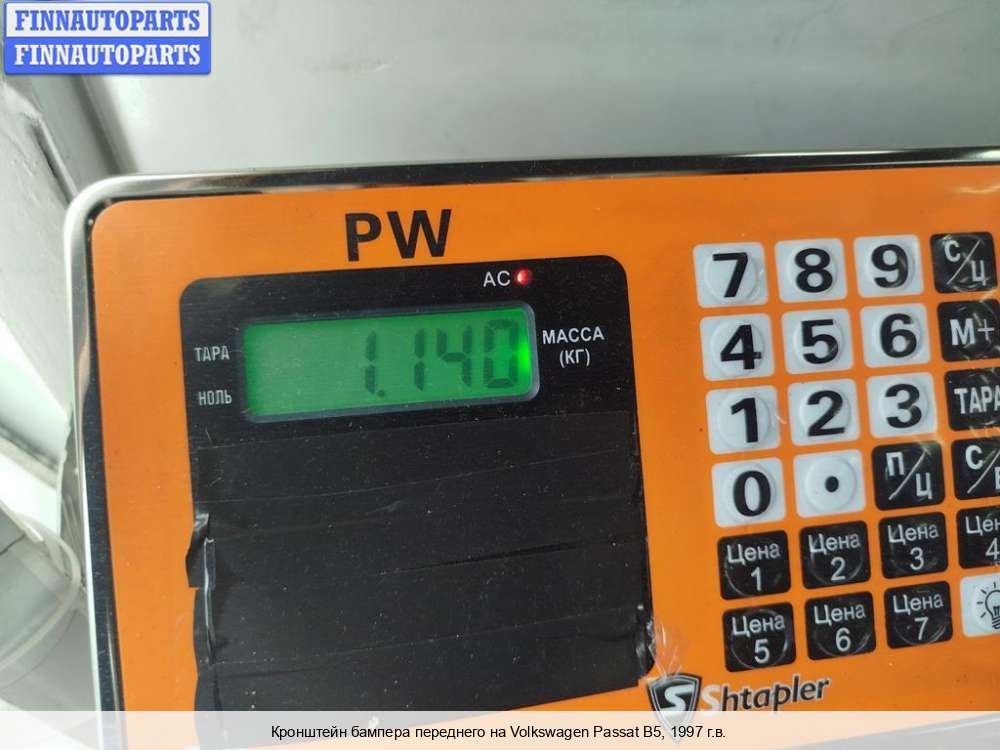 FINNAUTOPARTS
FINNAUTOPARTS
PW
AC
ТАРА
НОЛЬ
1.140
МАССА
(КГ)
7 8 9 С/Ц
4 5 6 М+
1 2 3 ТАРА
0 . П/Ц С/
Цена 1
Цена 2
Цена 3
Цена 4
Цена 5
Цена 6
Цена 7
S Shtapler
Кронштейн бампера переднего на Volkswagen Passat B5, 1997 г.в.